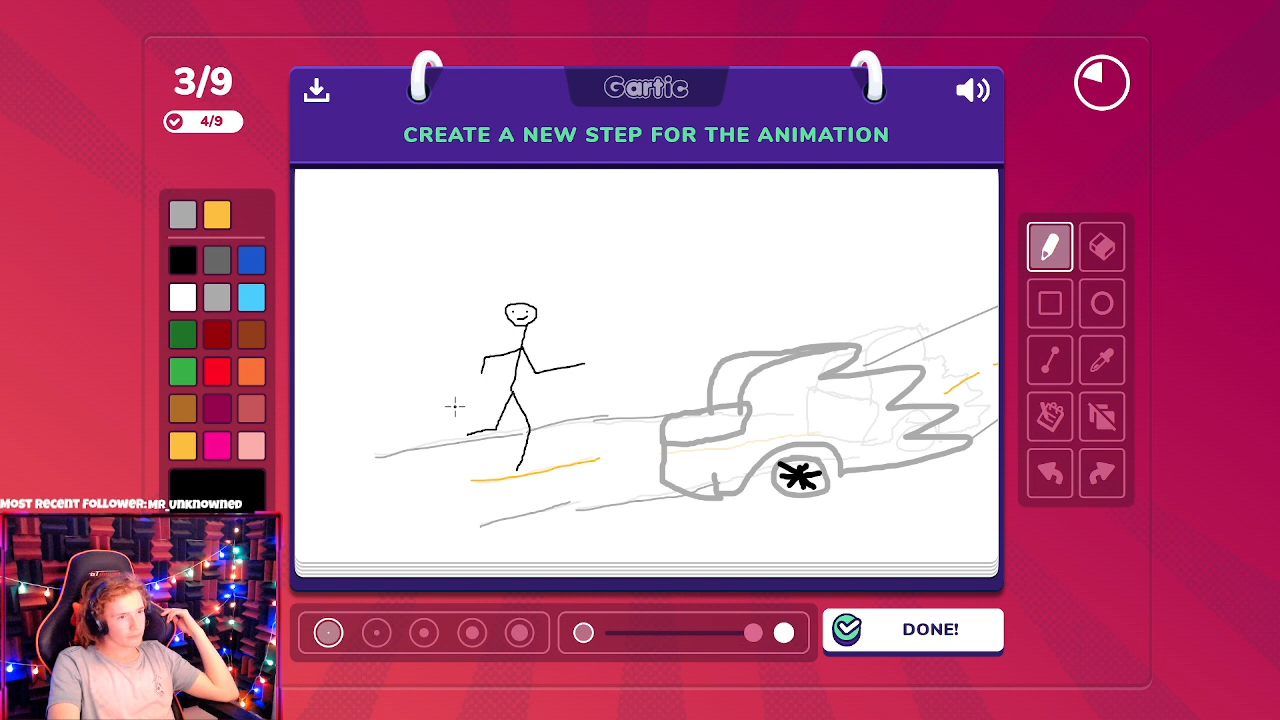 3/9
4/9
Gartic
CREATE A NEW STEP FOR THE ANIMATION
MOST RECENT FOLLOWER:MR_UNKNOWNED
DONE!